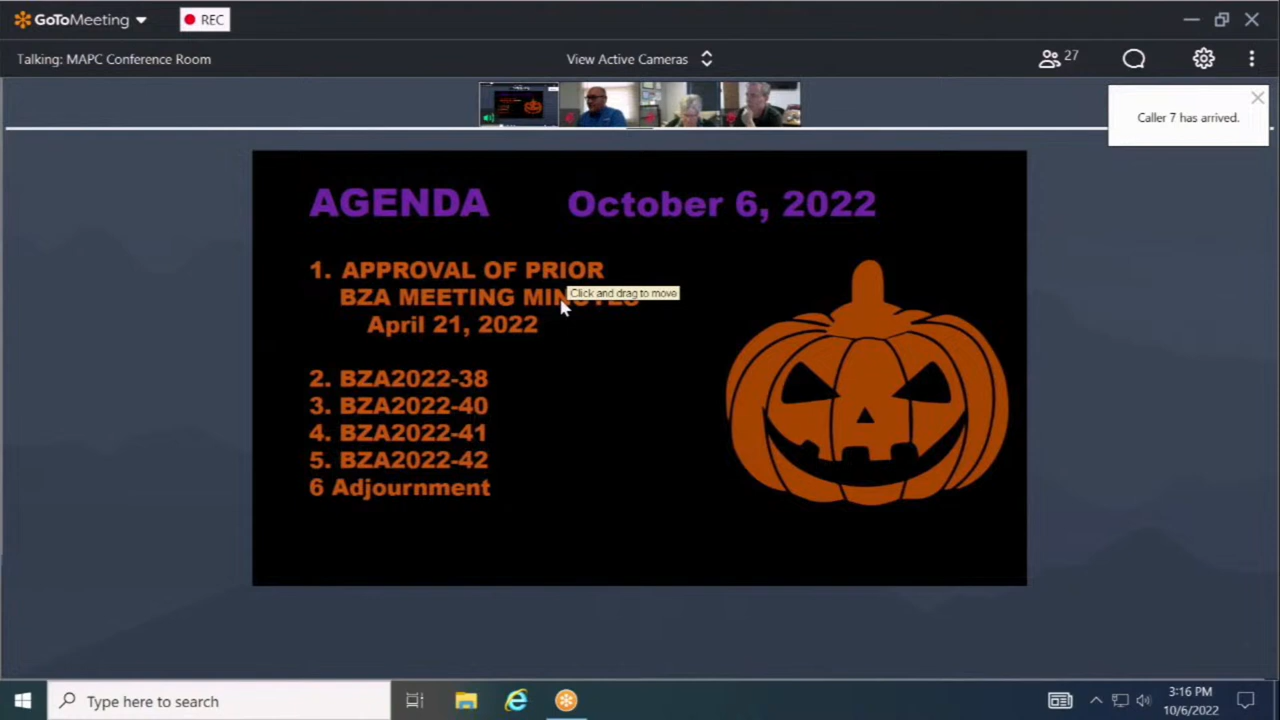 GoToMeeting
REC
Talking: MAPC Conference Room
View Active Cameras
27
Caller 7 has arrived.
AGENDA October 6, 2022
1. APPROVAL OF PRIOR
BZA MEETING MINUTES
Click and drag to move
April 21, 2022
2. BZA2022-38
3. BZA2022-40
4. BZA2022-41
5. BZA2022-42
6 Adjournment
Type here to search
3:16 PM
10/6/2022